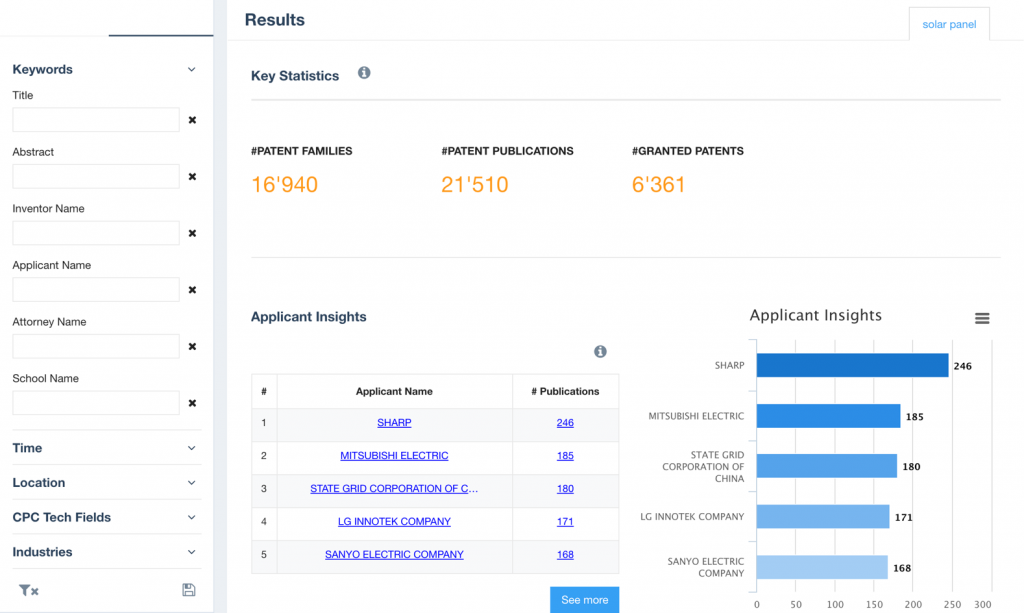 Results
solar panel
Keywords
Title
Abstract
Inventor Name
Applicant Name
Attorney Name
School Name
Time
Location
CPC Tech Fields
Industries
Key Statistics
#PATENT FAMILIES #PATENT PUBLICATIONS #GRANTED PATENTS
16'940 21'510 6'361
Applicant Insights
# Applicant Name # Publications
1 SHARP 246
2 MITSUBISHI ELECTRIC 185
3 STATE GRID CORPORATION OF C... 180
4 LG INNOTEK COMPANY 171
5 SANYO ELECTRIC COMPANY 168
See more
Applicant Insights
SHARP 246
MITSUBISHI ELECTRIC 185
STATE GRID
CORPORATION OF 180
CHINA
LG INNOTEK COMPANY 171
SANYO ELECTRIC
COMPANY 168
0 50 100 150 200 250 300